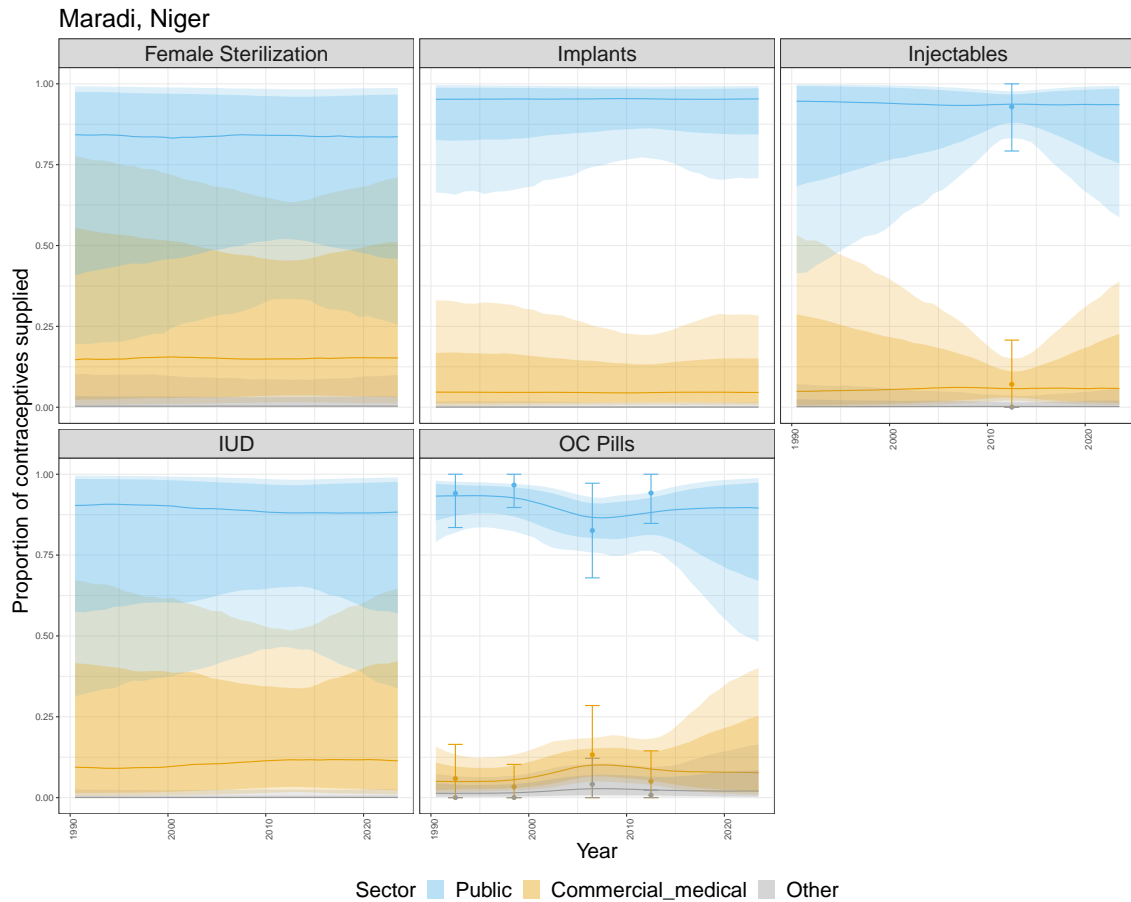 Maradi, Niger
Female Sterilization
Implants
Injectables
1.00
0.75
0.50
0.25
0.00
1990
2000
2010
2020
IUD
OC Pills
1.00
0.75
0.50
0.25
0.00
1990
2000
2010
2020
1990
2000
2010
2020
Proportion of contraceptives supplied
Year
Sector Public Commercial_medical Other